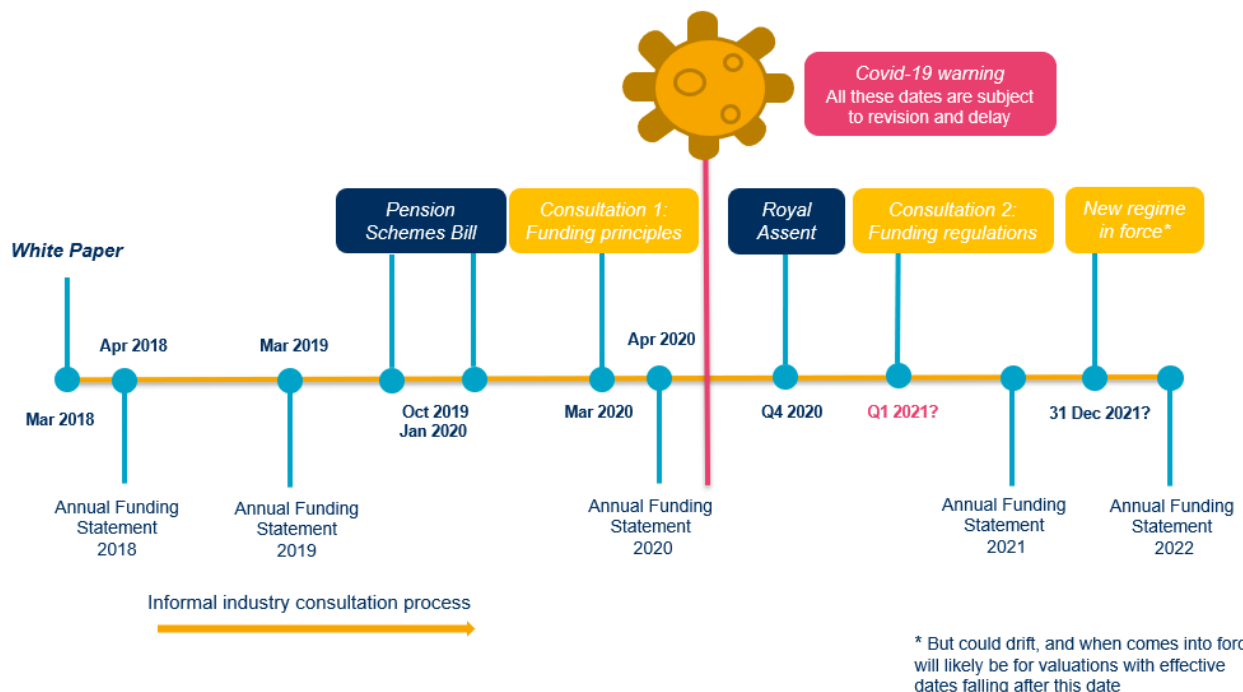 Covid-19 warning
All these dates are subject
to revision and delay
Pension
Schemes Bill
Consultation 1:
Funding principles
Royal
Assent
Consultation 2:
Funding regulations
New regime
in force*
White Paper
Apr 2018
Mar 2019
Apr 2020
Mar 2018
Oct 2019
Jan 2020
Mar 2020
Q4 2020
Q1 2021?
31 Dec 2021?
Annual Funding
Statement
2018
Annual Funding
Statement
2019
Annual Funding
Statement
2020
Annual Funding
Statement
2021
Annual Funding
Statement
2022
Informal industry consultation process
* But could drift, and when comes into forc
will likely be for valuations with effective
dates falling after this date